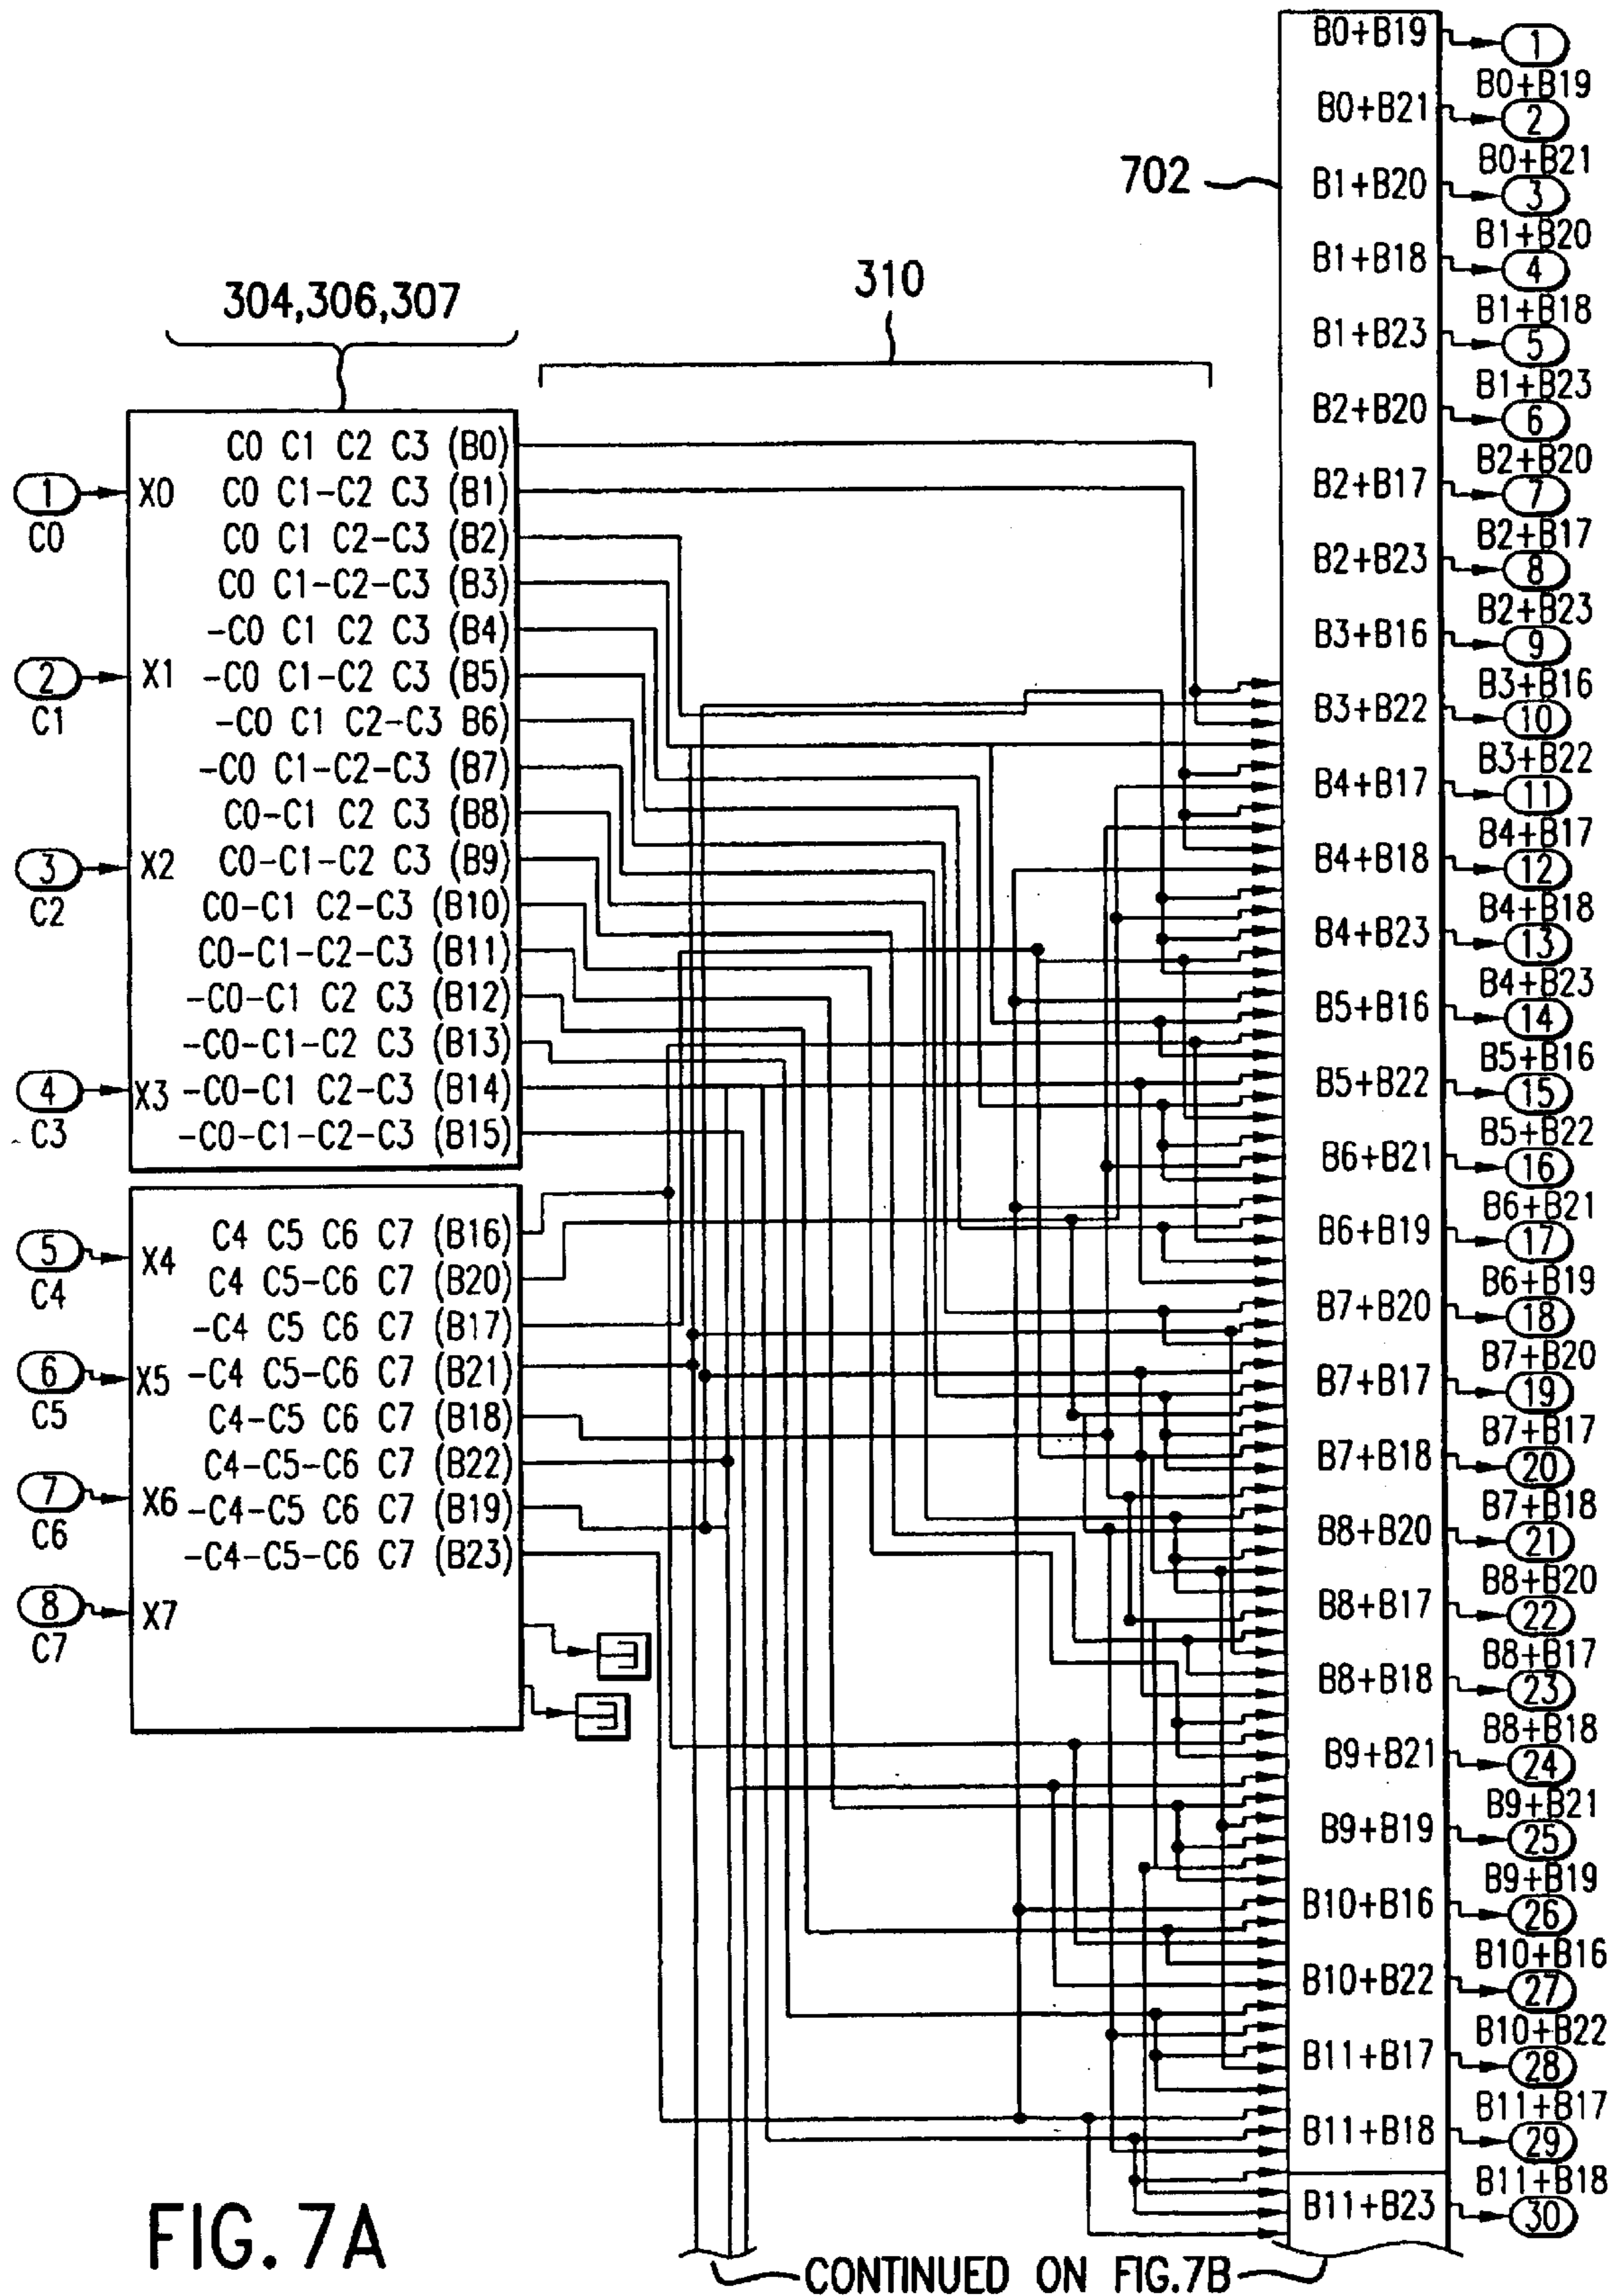 304,306,307
310
702
1
C0
2
C1
3
C2
4
C3
5
C4
6
C5
7
C6
8
C7
X0
X1
X2
X3
C0 C1 C2 C3 (B0)
C0 C1-C2 C3 (B1)
C0 C1 C2-C3 (B2)
C0 C1-C2-C3 (B3)
-C0 C1 C2 C3 (B4)
-C0 C1-C2 C3 (B5)
-C0 C1 C2-C3 B6)
-C0 C1-C2-C3 (B7)
C0-C1 C2 C3 (B8)
C0-C1-C2 C3 (B9)
C0-C1 C2-C3 (B10)
C0-C1-C2-C3 (B11)
-C0-C1 C2 C3 (B12)
-C0-C1-C2 C3 (B13)
-C0-C1 C2-C3 (B14)
-C0-C1-C2-C3 (B15)
X4
X5
X6
X7
C4 C5 C6 C7 (B16)
C4 C5-C6 C7 (B20)
-C4 C5 C6 C7 (B17)
-C4 C5-C6 C7 (B21)
C4-C5 C6 C7 (B18)
C4-C5-C6 C7 (B22)
-C4-C5 C6 C7 (B19)
-C4-C5-C6 C7 (B23)
B0+B19
B0+B21
B1+B20
B1+B18
B1+B23
B2+B20
B2+B17
B2+B23
B3+B16
B3+B22
B4+B17
B4+B18
B4+B23
B5+B16
B5+B22
B6+B21
B6+B19
B7+B20
B7+B17
B7+B18
B8+B20
B8+B17
B8+B18
B9+B21
B9+B19
B10+B16
B10+B22
B11+B17
B11+B18
B11+B23
1
B0+B19
2
B0+B21
3
B1+B20
4
B1+B18
5
B1+B23
6
B2+B20
7
B2+B17
8
B2+B23
9
B3+B16
10
B3+B22
11
B4+B17
12
B4+B18
13
B4+B23
14
B5+B16
15
B5+B22
16
B6+B21
17
B6+B19
18
B7+B20
19
B7+B17
20
B7+B18
21
B8+B20
22
B8+B17
23
B8+B18
24
B9+B21
25
B9+B19
26
B10+B16
27
B10+B22
28
B11+B17
29
B11+B18
30
FIG. 7A
CONTINUED ON FIG.7B